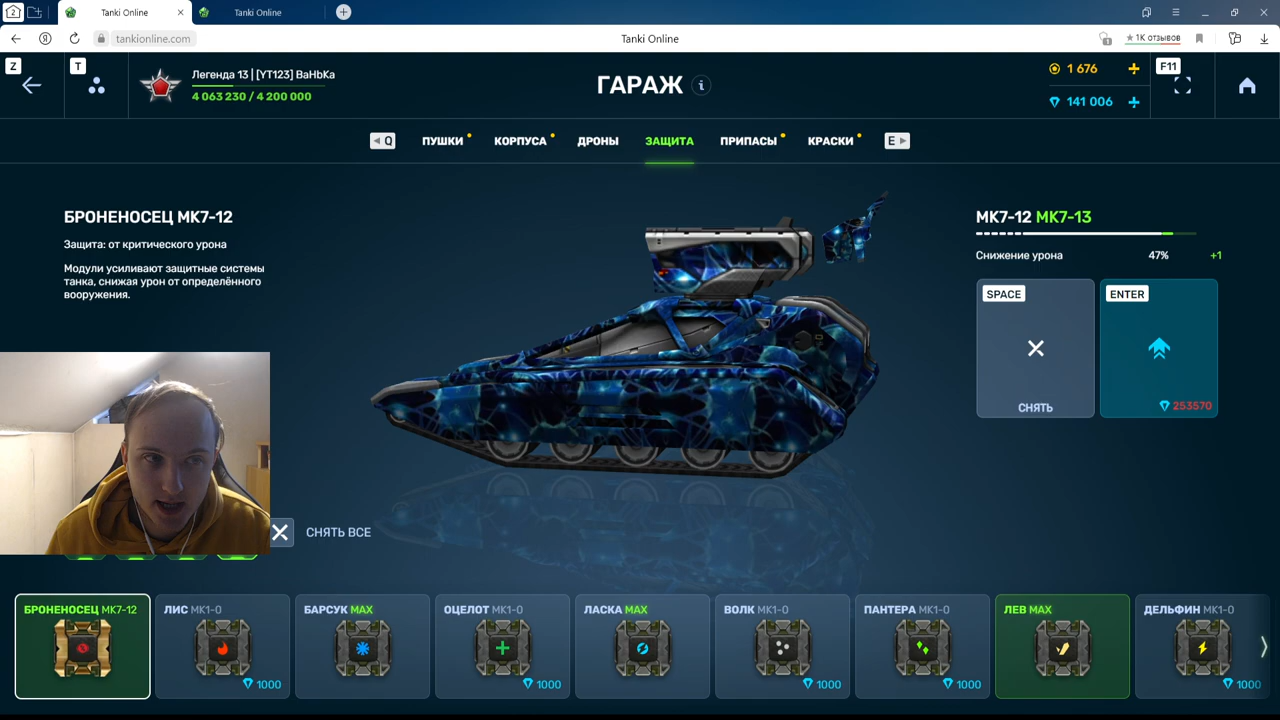 2
Tanki Online
Tanki Online
tankionline.com
Tanki Online
★ 1K отзывов
Z
T
Легенда 13 | [YT123] BaHbKa
4 063 230 / 4 200 000
ГАРАЖ
i
1 676
141 006
F11
Q
ПУШКИ
КОРПУСА
ДРОНЫ
ЗАЩИТА
ПРИПАСЫ
КРАСКИ
E
БРОНЕНОСЕЦ МК7-12
Защита: от критического урона
Модули усиливают защитные системы
танка, снижая урон от определённого
вооружения.
МК7-12 МК7-13
Снижение урона 47% +1
SPACE
СНЯТЬ
ENTER
253570
СНЯТЬ ВСЕ
БРОНЕНОСЕЦ МК7-12
ЛИС МК1-0
1000
БАРСУК MAX
ОЦЕЛОТ МК1-0
1000
ЛАСКА MAX
ВОЛК МК1-0
1000
ПАНТЕРА МК1-0
1000
ЛЕВ MAX
ДЕЛЬФИН МК1-0
1000